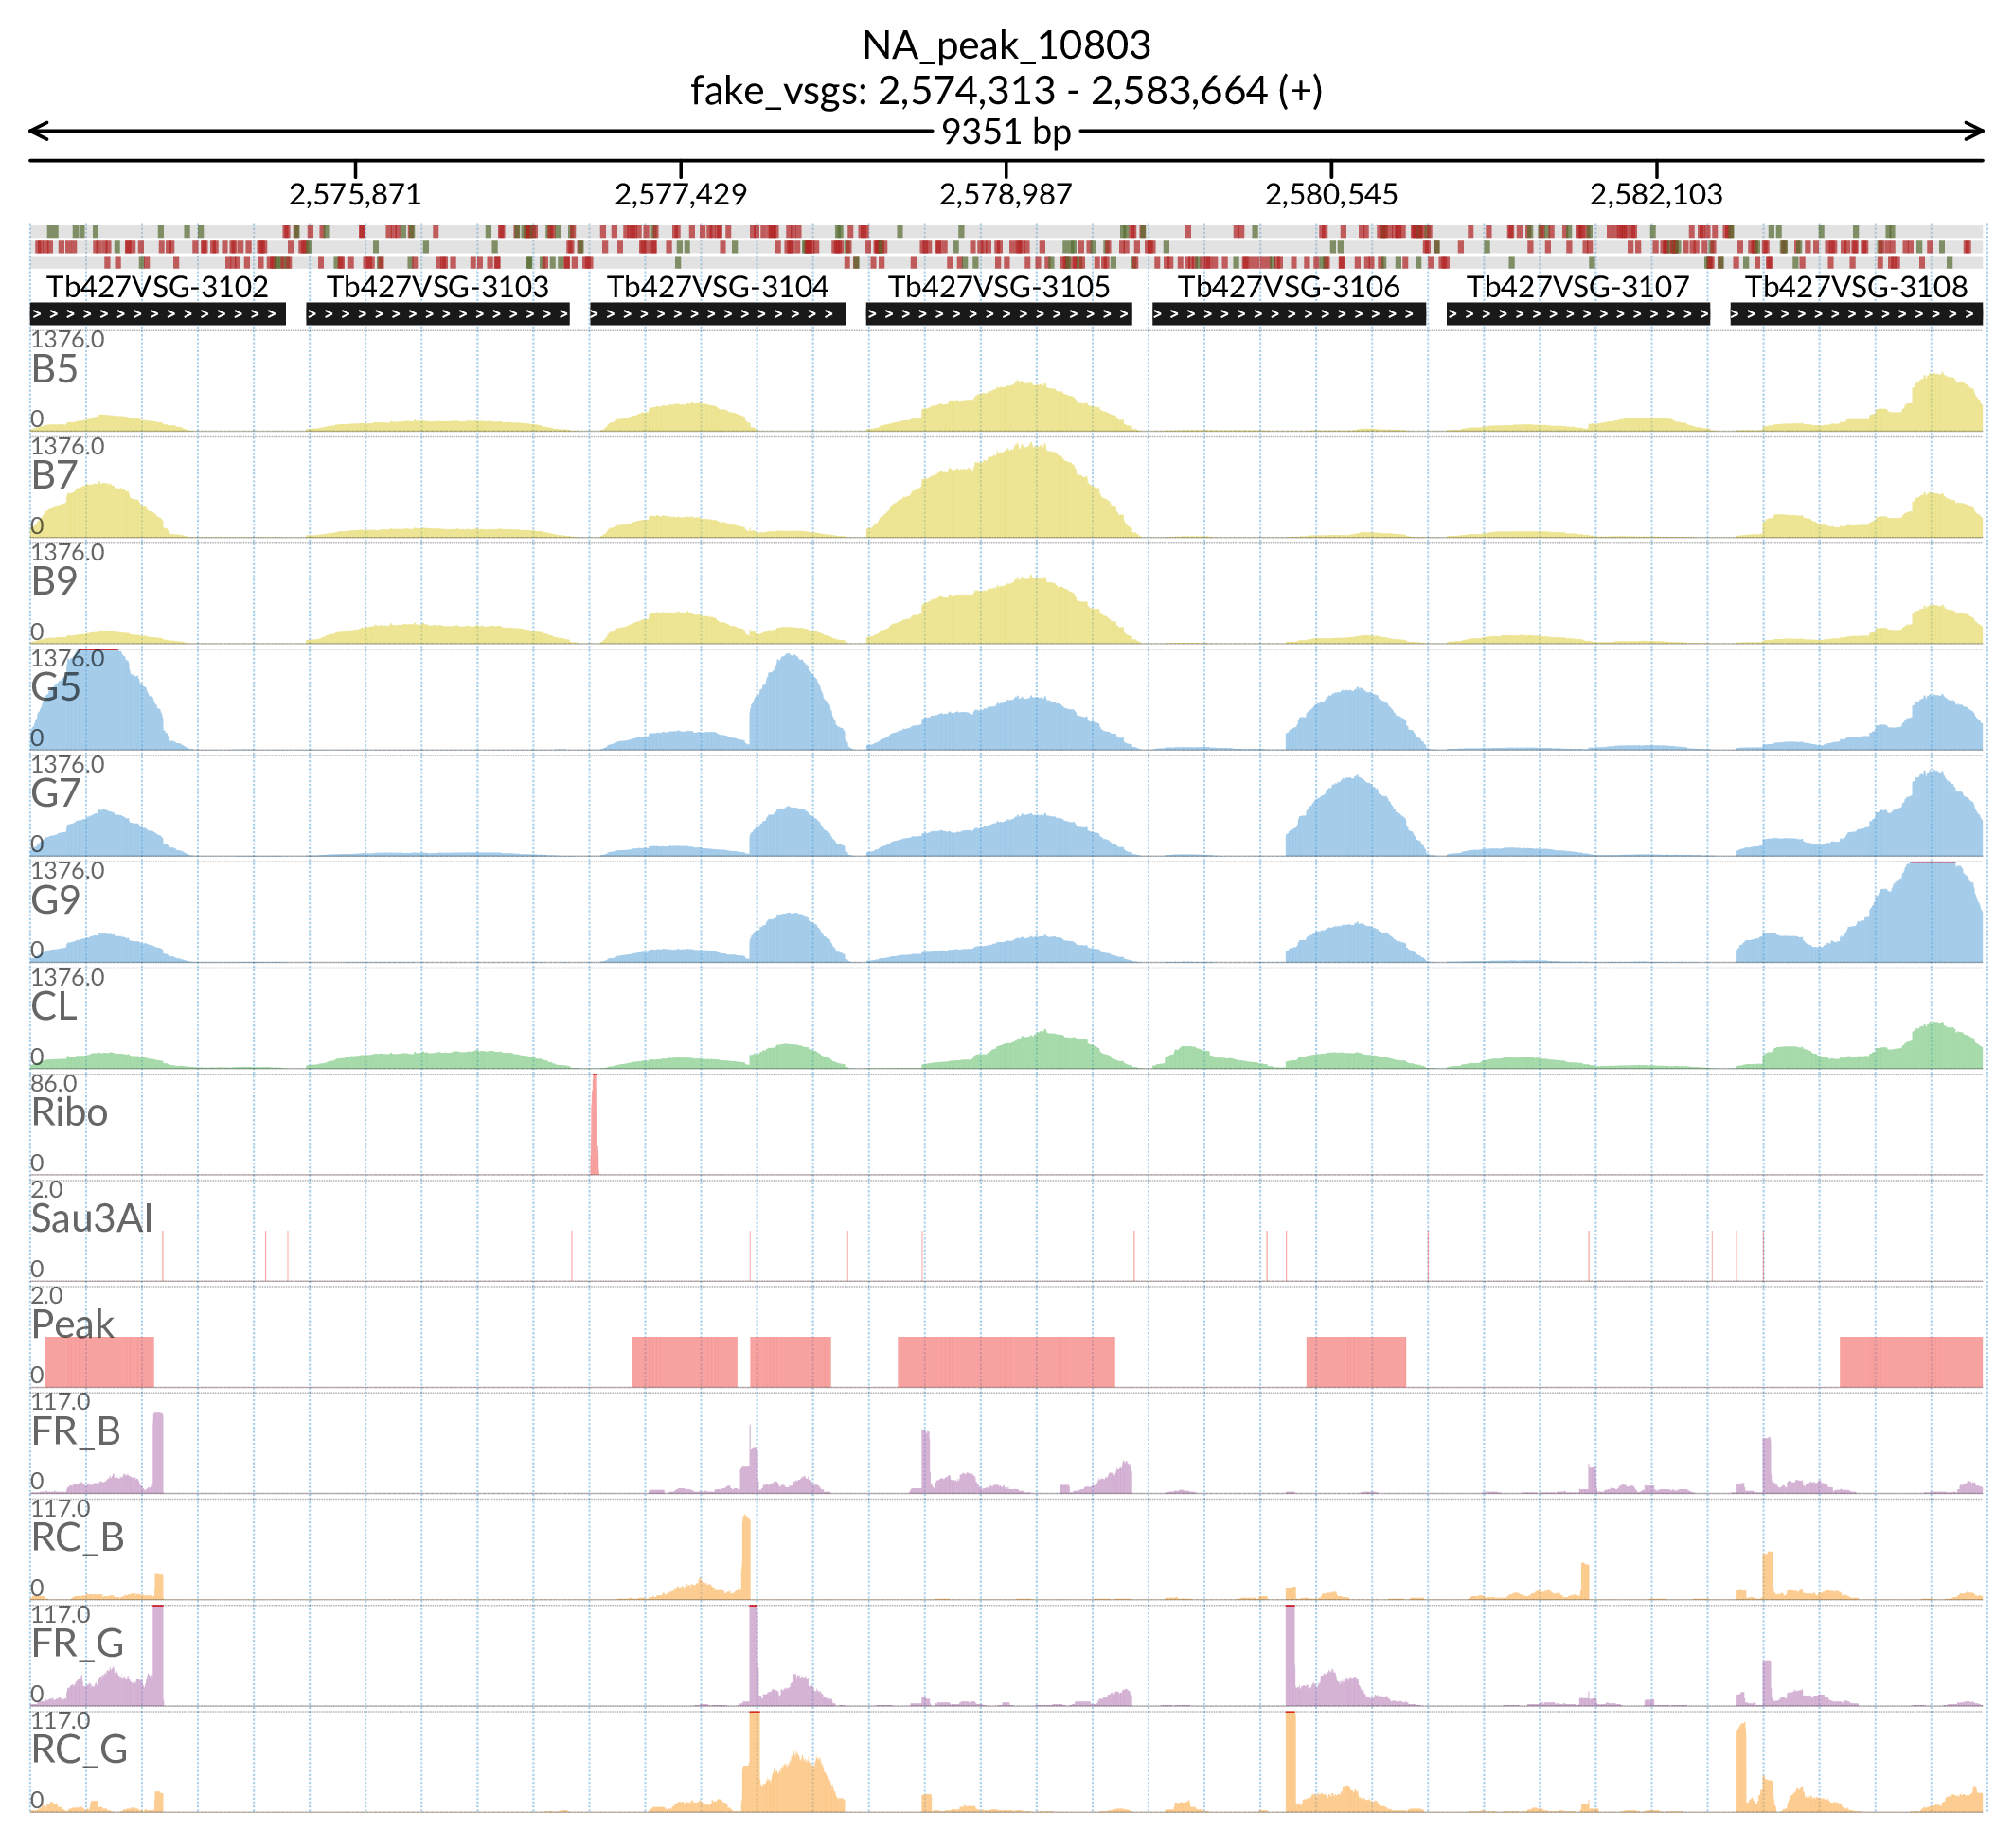 NA_peak_10803
fake_vsgs: 2,574,313 - 2,583,664 (+)
9351 bp
2,575,871 2,577,429 2,578,987 2,580,545 2,582,103
Tb427VSG-3102 Tb427VSG-3103 Tb427VSG-3104 Tb427VSG-3105 Tb427VSG-3106 Tb427VSG-3107 Tb427VSG-3108
1376.0
B5
0
1376.0
B7
0
1376.0
B9
0
1376.0
G5
0
1376.0
G7
0
1376.0
G9
0
1376.0
CL
0
86.0
Ribo
0
2.0
Sau3AI
0
2.0
Peak
0
117.0
FR_B
0
117.0
RC_B
0
117.0
FR_G
0
117.0
RC_G
0